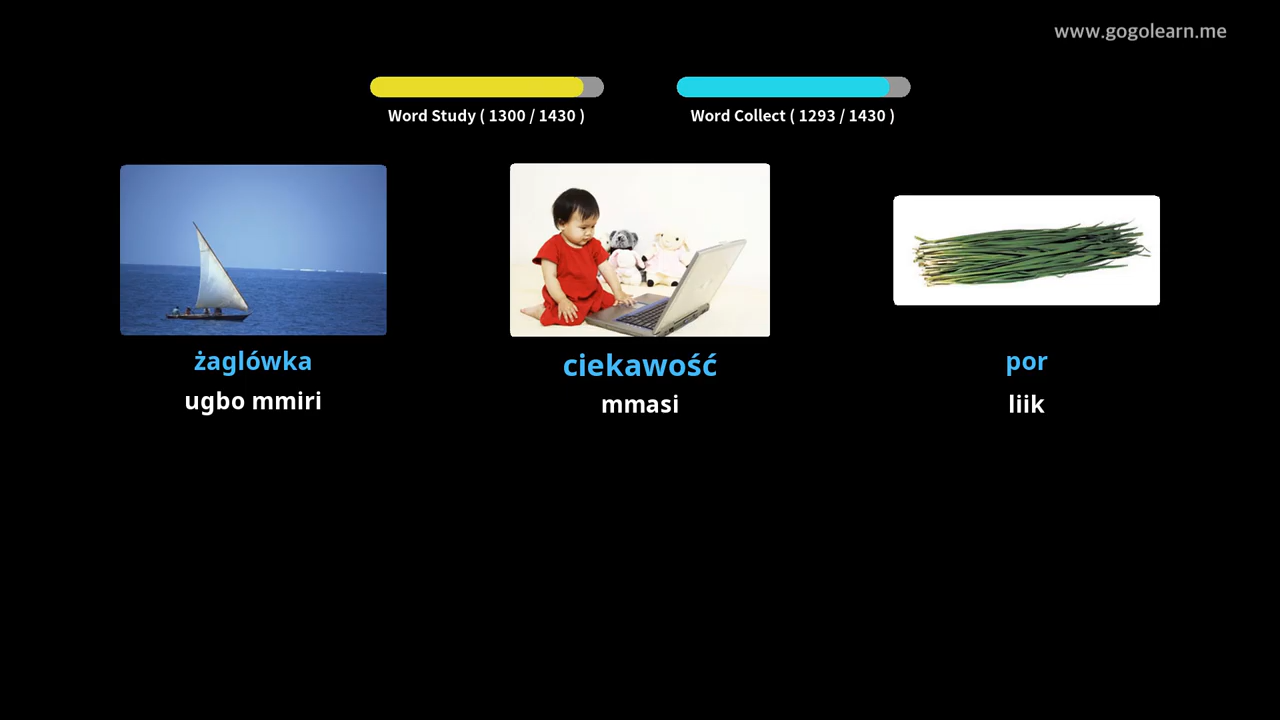 www.gogolearn.me
Word Study ( 1300 / 1430 )
Word Collect ( 1293 / 1430 )
żaglówka
ugbo mmiri
ciekawość
mmasi
por
liik